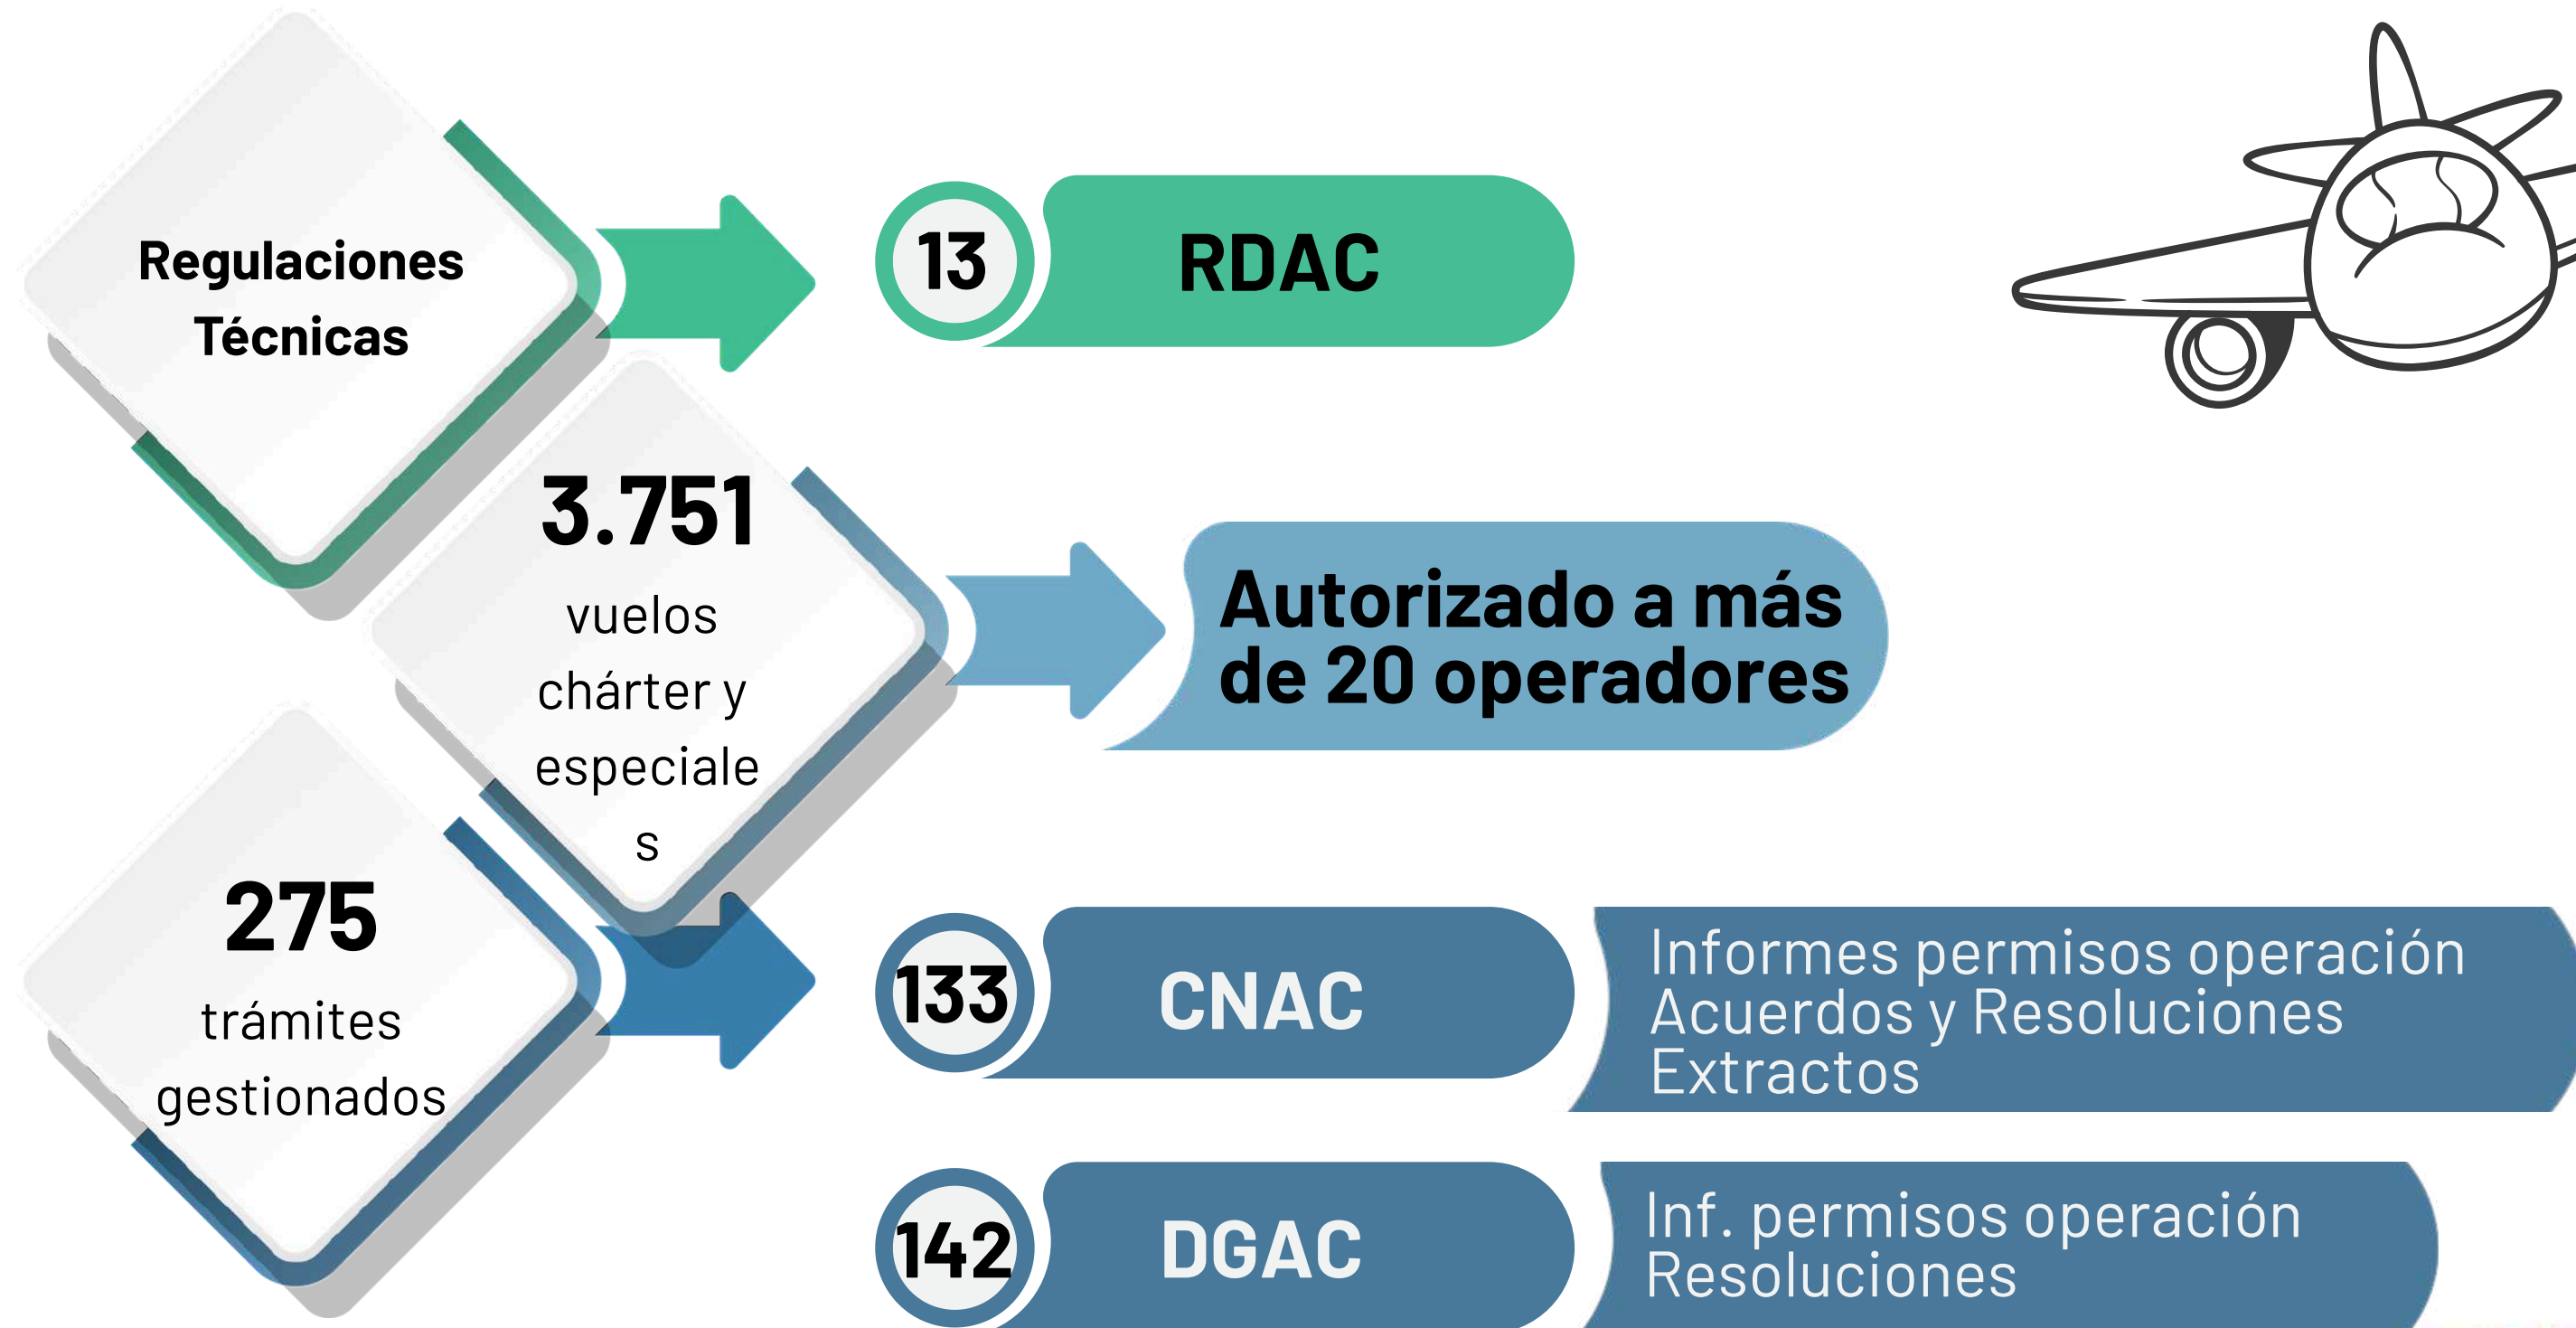 Regulaciones
Técnicas
13
RDAC
3.751
vuelos
chárter y
especiale
s
Autorizado a más
de 20 operadores
275
trámites
gestionados
133
CNAC
Informes permisos operación
Acuerdos y Resoluciones
Extractos
142
DGAC
Inf. permisos operación
Resoluciones